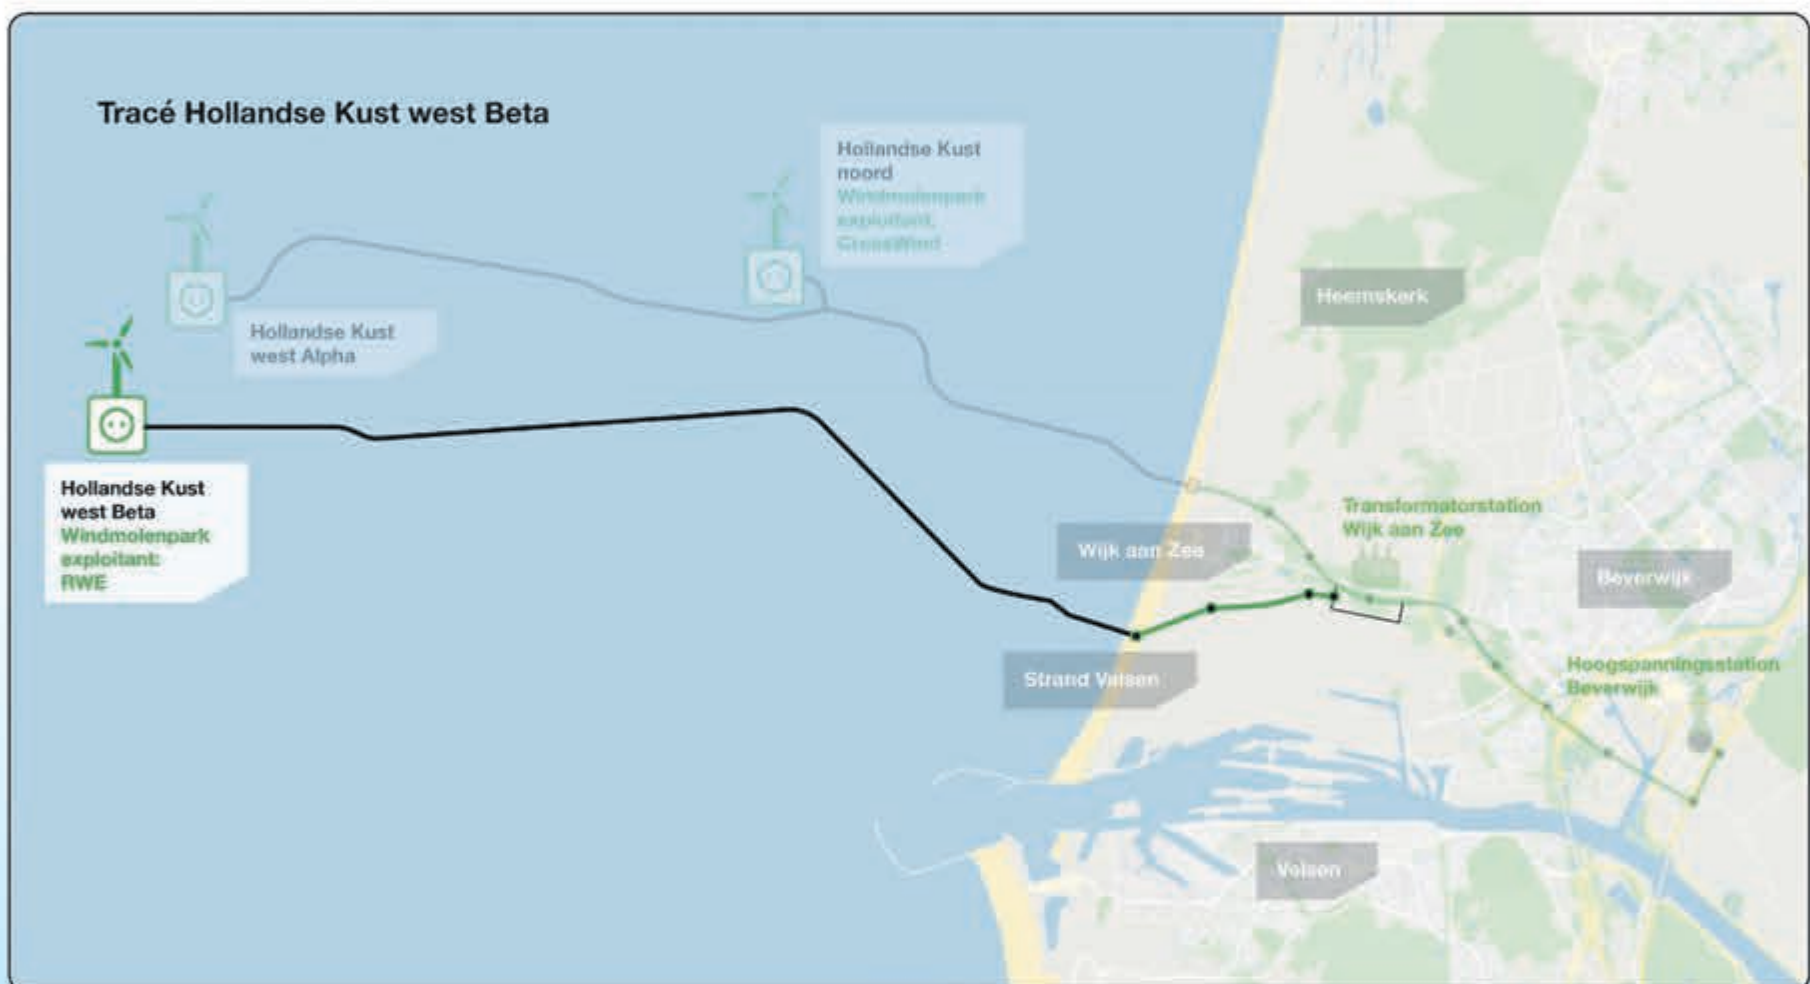 Tracé Hollandse Kust west Beta
Hollandse Kust
noord
Windmolenpark
exploitant:
CrossWind
Hollandse Kust
west Alpha
Heemskerk
Hollandse Kust
west Beta
Windmolenpark
exploitant:
RWE
Transformatorstation
Wijk aan Zee
Wijk aan Zee
Beverwijk
Strand Velsen
Hoogspanningsstation
Beverwijk
Velsen